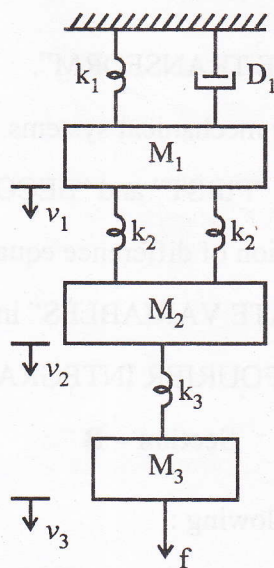 k₁
D₁
M₁
v₁
k₂ k₂
M₂
v₂
k₃
M₃
v₃
f